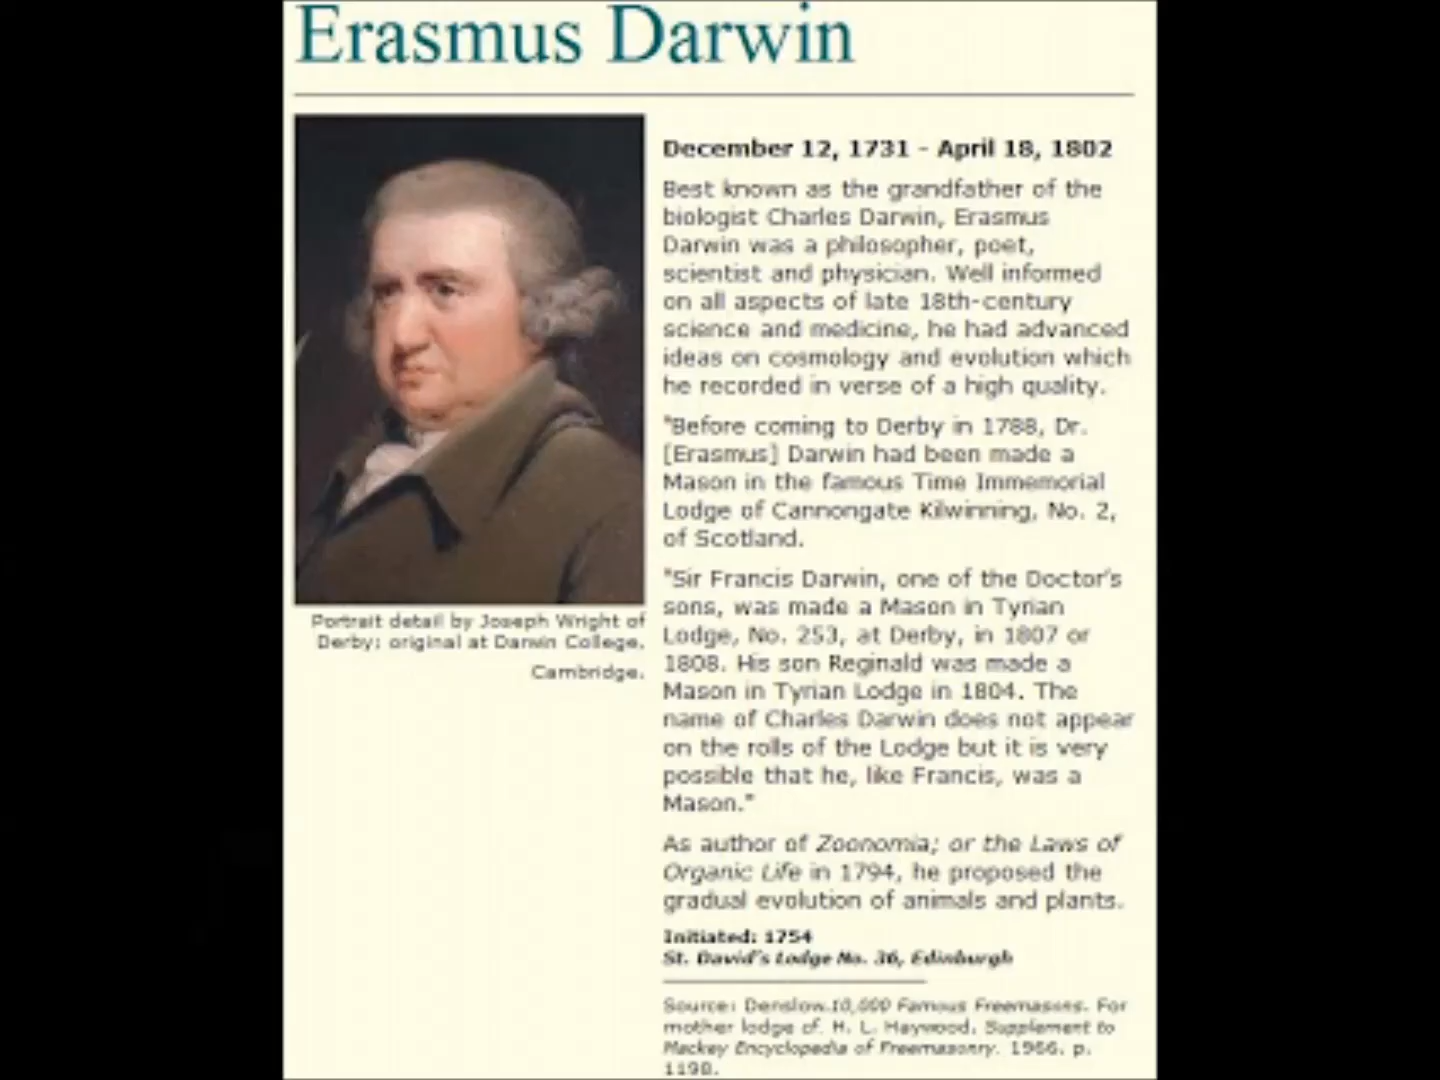 Erasmus Darwin
Portrait detail by Joseph Wright of
Derby; original at Darwin College,
Cambridge.
December 12, 1731 - April 18, 1802
Best known as the grandfather of the
biologist Charles Darwin, Erasmus
Darwin was a philosopher, poet,
scientist and physician. Well informed
on all aspects of late 18th-century
science and medicine, he had advanced
ideas on cosmology and evolution which
he recorded in verse of a high quality.
"Before coming to Derby in 1788, Dr.
[Erasmus] Darwin had been made a
Mason in the famous Time Immemorial
Lodge of Cannongate Kilwinning, No. 2,
of Scotland.
"Sir Francis Darwin, one of the Doctor's
sons, was made a Mason in Tyrian
Lodge, No. 253, at Derby, in 1807 or
1808. His son Reginald was made a
Mason in Tyrian Lodge in 1804. The
name of Charles Darwin does not appear
on the rolls of the Lodge but it is very
possible that he, like Francis, was a
Mason."
As author of Zoonomia; or the Laws of
Organic Life in 1794, he proposed the
gradual evolution of animals and plants.
Initiated: 1754
St. David's Lodge No. 36, Edinburgh
Source: Denslow.10,000 Famous Freemasons. For
mother lodge cf. H. L. Haywood, Supplement to
Mackey Encyclopedia of Freemasonry. 1966. p.
1198.